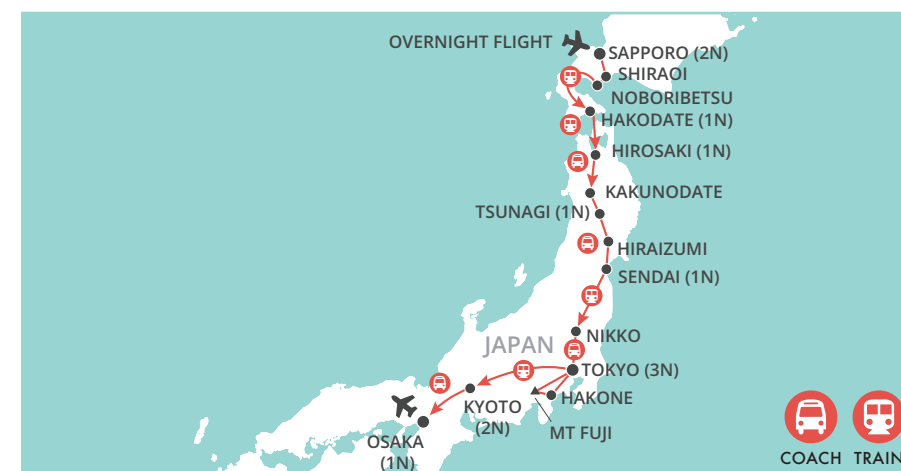 OVERNIGHT FLIGHT
SAPPORO (2N)
SHIRAOI
NOBORIBETSU
HAKODATE (1N)
HIROSAKI (1N)
KAKUNODATE
TSUNAGI (1N)
HIRAIZUMI
SENDAI (1N)
NIKKO
JAPAN
TOKYO (3N)
HAKONE
KYOTO
(2N)
MT FUJI
OSAKA
(1N)
COACH
TRAIN